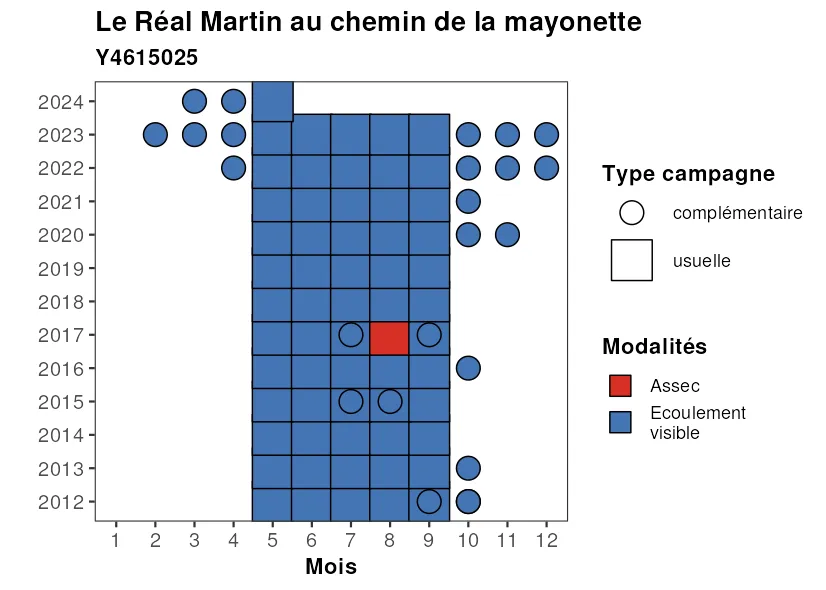 Le Réal Martin au chemin de la mayonette
Y4615025
2024
2023
2022
2021
2020
2019
2018
2017
2016
2015
2014
2013
2012
1 2 3 4 5 6 7 8 9 10 11 12
Mois
Type campagne
complémentaire
usuelle
Modalités
Assec
Ecoulement
visible